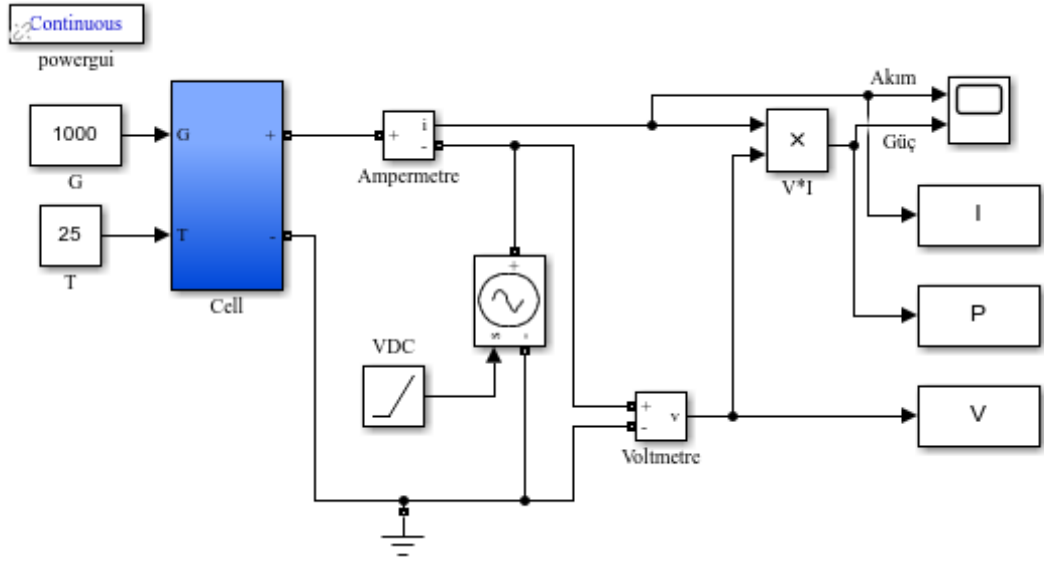 Continuous
powergui
1000
G
25
T
G
T
+
-
Cell
+
i
-
Ampermetre
VDC
+
s
-
+
-
v
Voltmetre
×
V*I
Akım
Güç
I
P
V